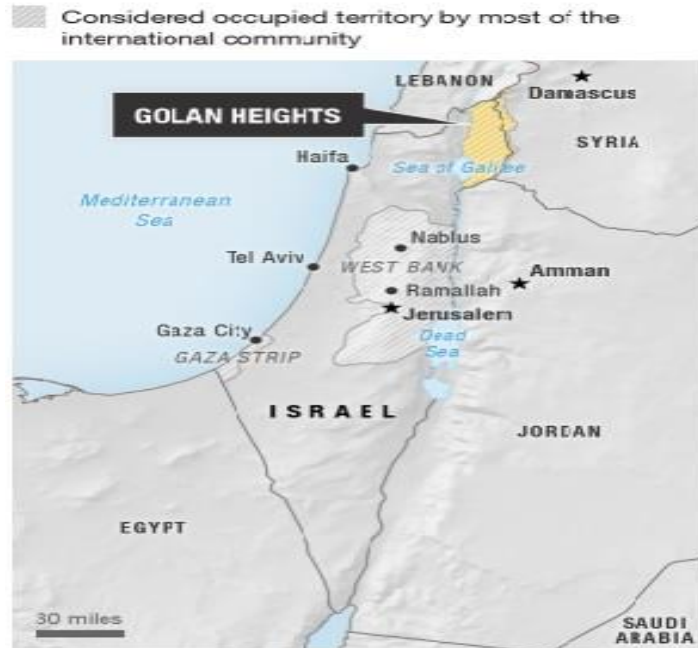 Considered occupied territory by most of the
international community
LEBANON
Damascus
GOLAN HEIGHTS
SYRIA
Haifa
Sea of Galilee
Mediterranean
Sea
Nablus
Tel Aviv
WEST BANK
Amman
Ramallah
Jerusalem
Gaza City
Dead
Sea
GAZA STRIP
ISRAEL
JORDAN
EGYPT
30 miles
SAUDI
ARABIA